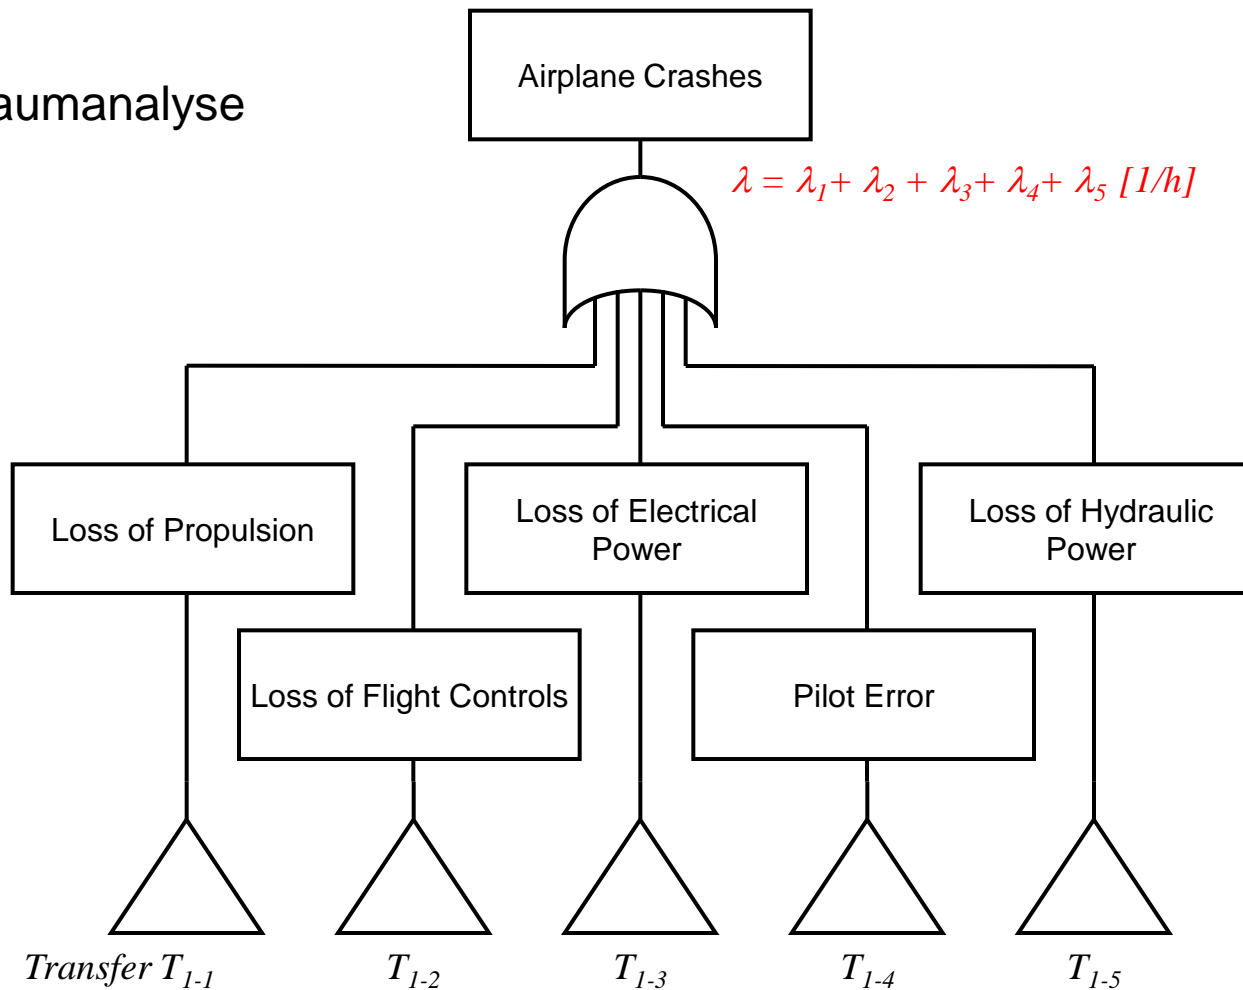 Airplane Crashes
aumanalyse
λ = λ₁+ λ₂ + λ₃+ λ₄+ λ₅ [1/h]
Loss of Propulsion
Loss of Electrical
Power
Loss of Hydraulic
Power
Loss of Flight Controls
Pilot Error
Transfer T₁₋₁
T₁₋₂
T₁₋₃
T₁₋₄
T₁₋₅